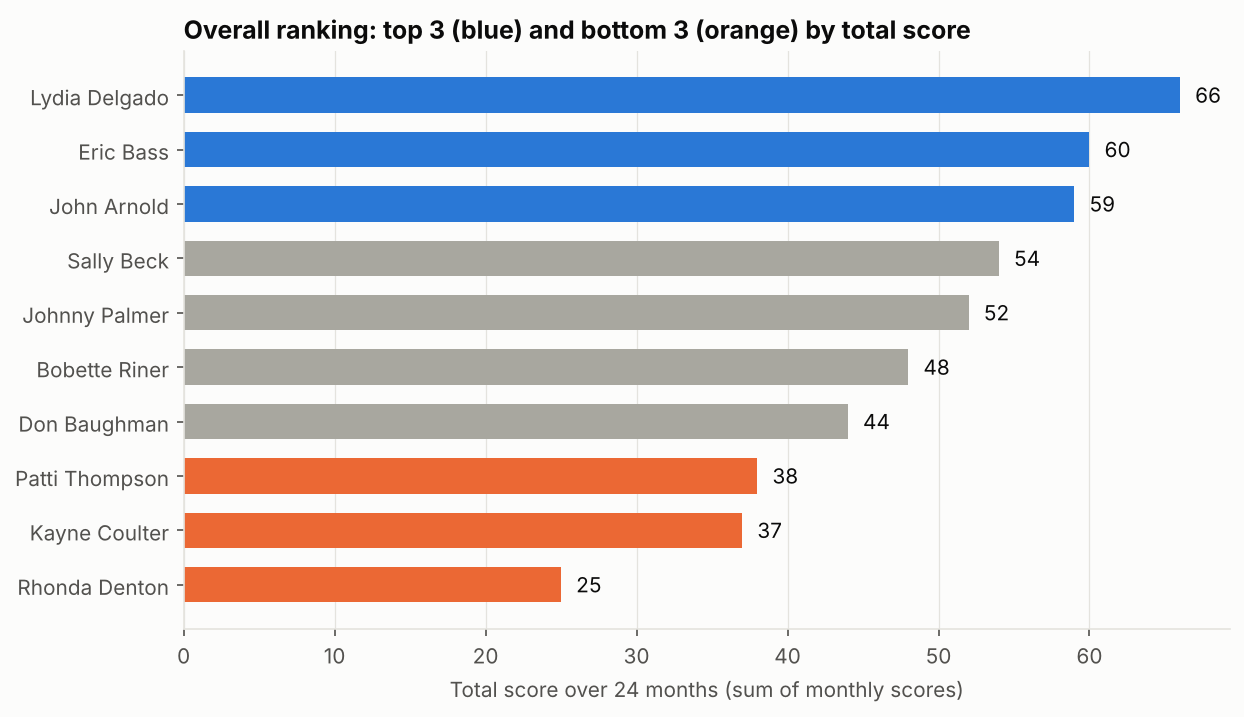 Overall ranking: top 3 (blue) and bottom 3 (orange) by total score
Lydia Delgado 66
Eric Bass 60
John Arnold 59
Sally Beck 54
Johnny Palmer 52
Bobette Riner 48
Don Baughman 44
Patti Thompson 38
Kayne Coulter 37
Rhonda Denton 25
0 10 20 30 40 50 60
Total score over 24 months (sum of monthly scores)